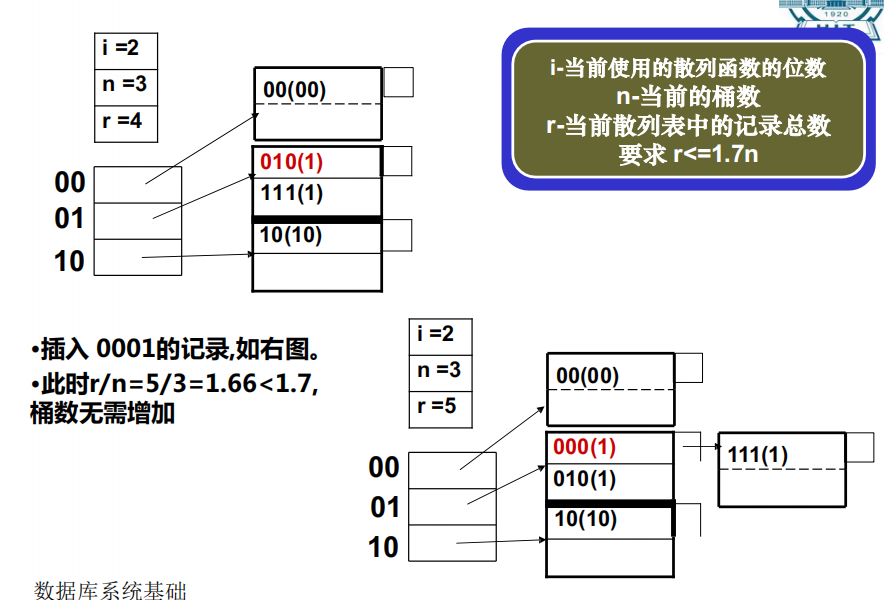 1920
i =2
n =3
r =4
i-当前使用的散列函数的位数
n-当前的桶数
r-当前散列表中的记录总数
要求 r<=1.7n
00(00)
010(1)
111(1)
10(10)
00
01
10
•插入 0001的记录,如右图。
•此时r/n=5/3=1.66<1.7,
桶数无需增加
i =2
n =3
r =5
00(00)
000(1)
010(1)
10(10)
111(1)
00
01
10
数据库系统基础